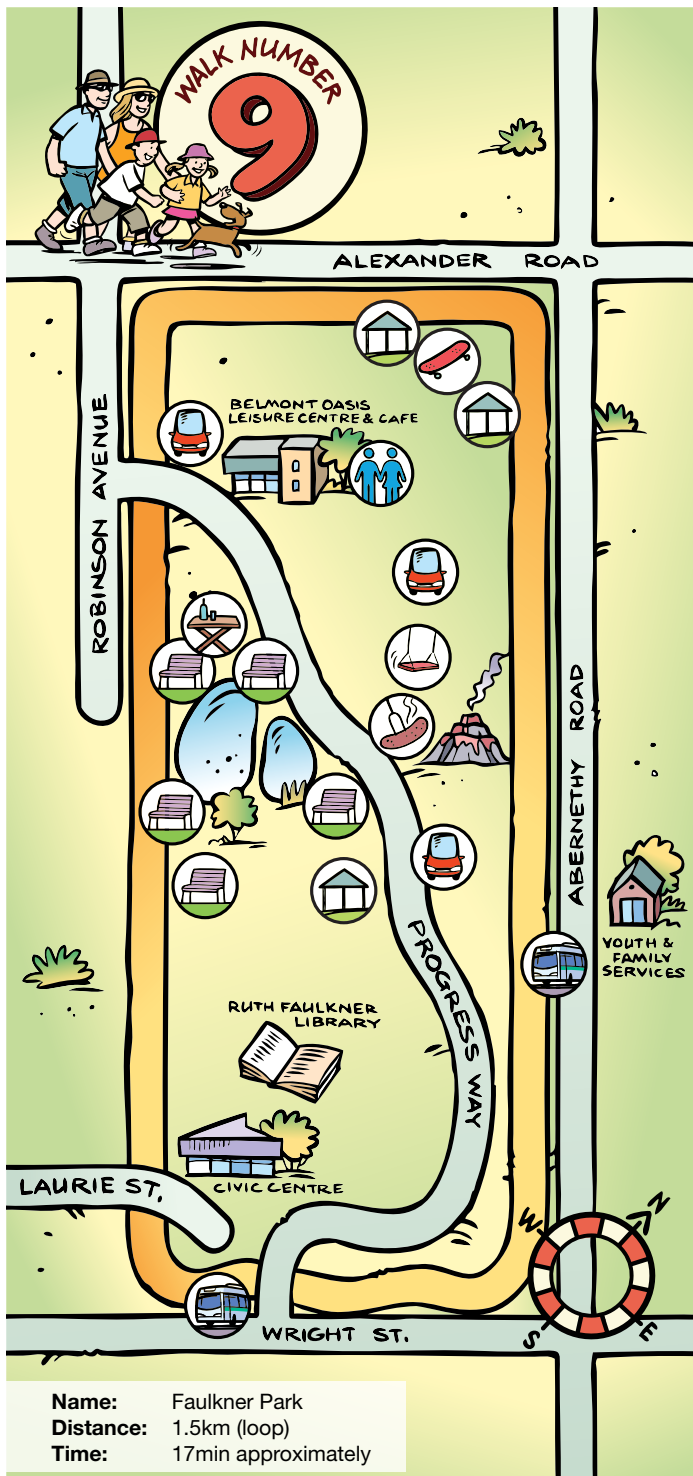 WALK NUMBER
9
ALEXANDER ROAD
ROBINSON AVENUE
BELMONT OASIS
LEISURE CENTRE & CAFE
ABERNETHY ROAD
YOUTH &
FAMILY
SERVICES
PROGRESS WAY
RUTH FAULKNER
LIBRARY
CIVIC CENTRE
LAURIE ST.
N
W
S
E
WRIGHT ST.
Name: Faulkner Park
Distance: 1.5km (loop)
Time: 17min approximately